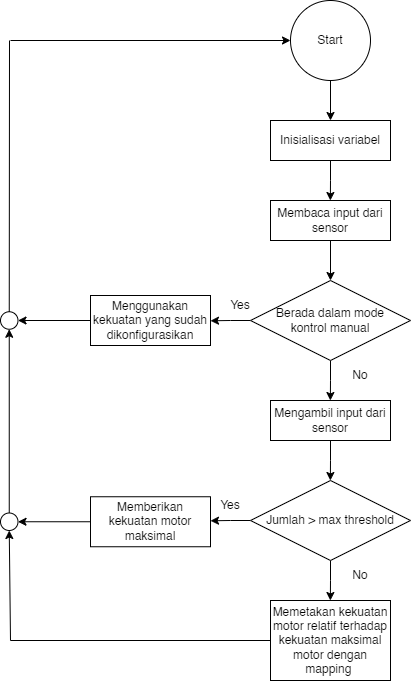 Start
Inisialisasi variabel
Membaca input dari
sensor
Berada dalam mode
kontrol manual
Yes
Menggunakan
kekuatan yang sudah
dikonfigurasikan
No
Mengambil input dari
sensor
Jumlah > max threshold
Yes
Memberikan
kekuatan motor
maksimal
No
Memetakan kekuatan
motor relatif terhadap
kekuatan maksimal
motor dengan
mapping